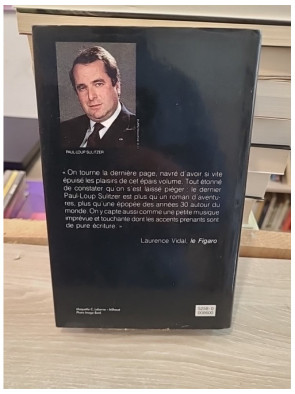 PAUL-LOUP SULITZER
« On tourne la dernière page, navré d'avoir si vite
épuisé les plaisirs de cet épais volume. Tout étonné
de constater qu'on s'est laissé piéger : le dernier
Paul-Loup Sulitzer est plus qu'un roman d'aventu-
res, plus qu'une épopée des années 30 autour du
monde. On y capte aussi comme une petite musique
imprévue et touchante dont les accents prenants sont
de pure écriture. »
Laurence Vidal, le Figaro